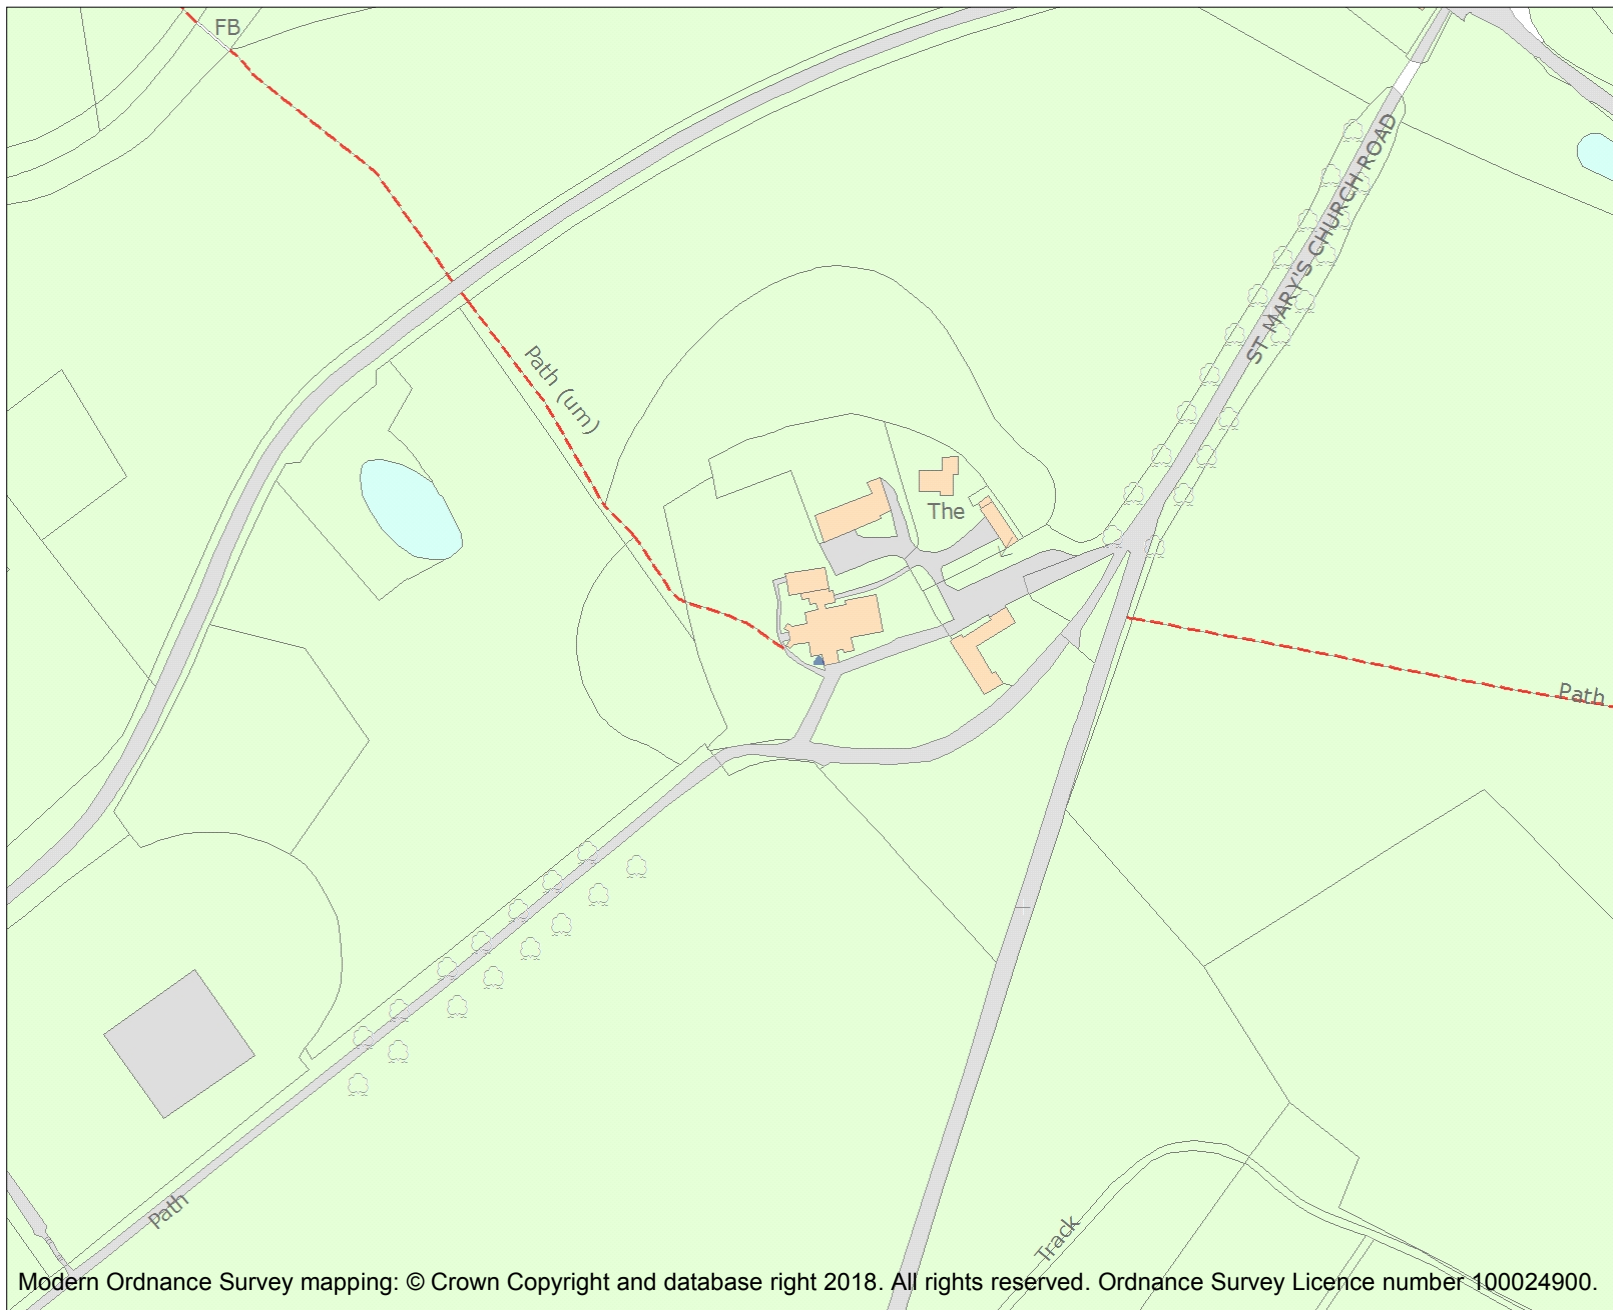 FB
ST MARY'S CHURCH ROAD
Path (um)
The
Path
Path
Track
Modern Ordnance Survey mapping: © Crown Copyright and database right 2018. All rights reserved. Ordnance Survey Licence number 100024900.